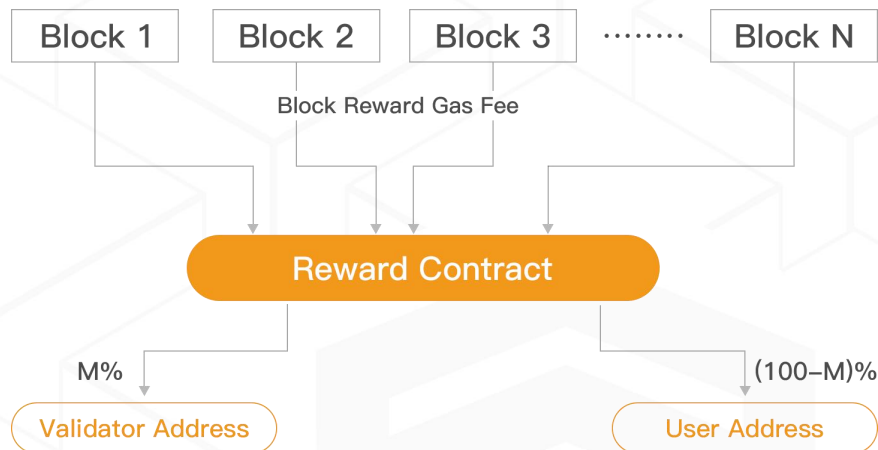 Block 1
Block 2
Block 3
········
Block N
Block Reward Gas Fee
Reward Contract
M%
(100-M)%
Validator Address
User Address